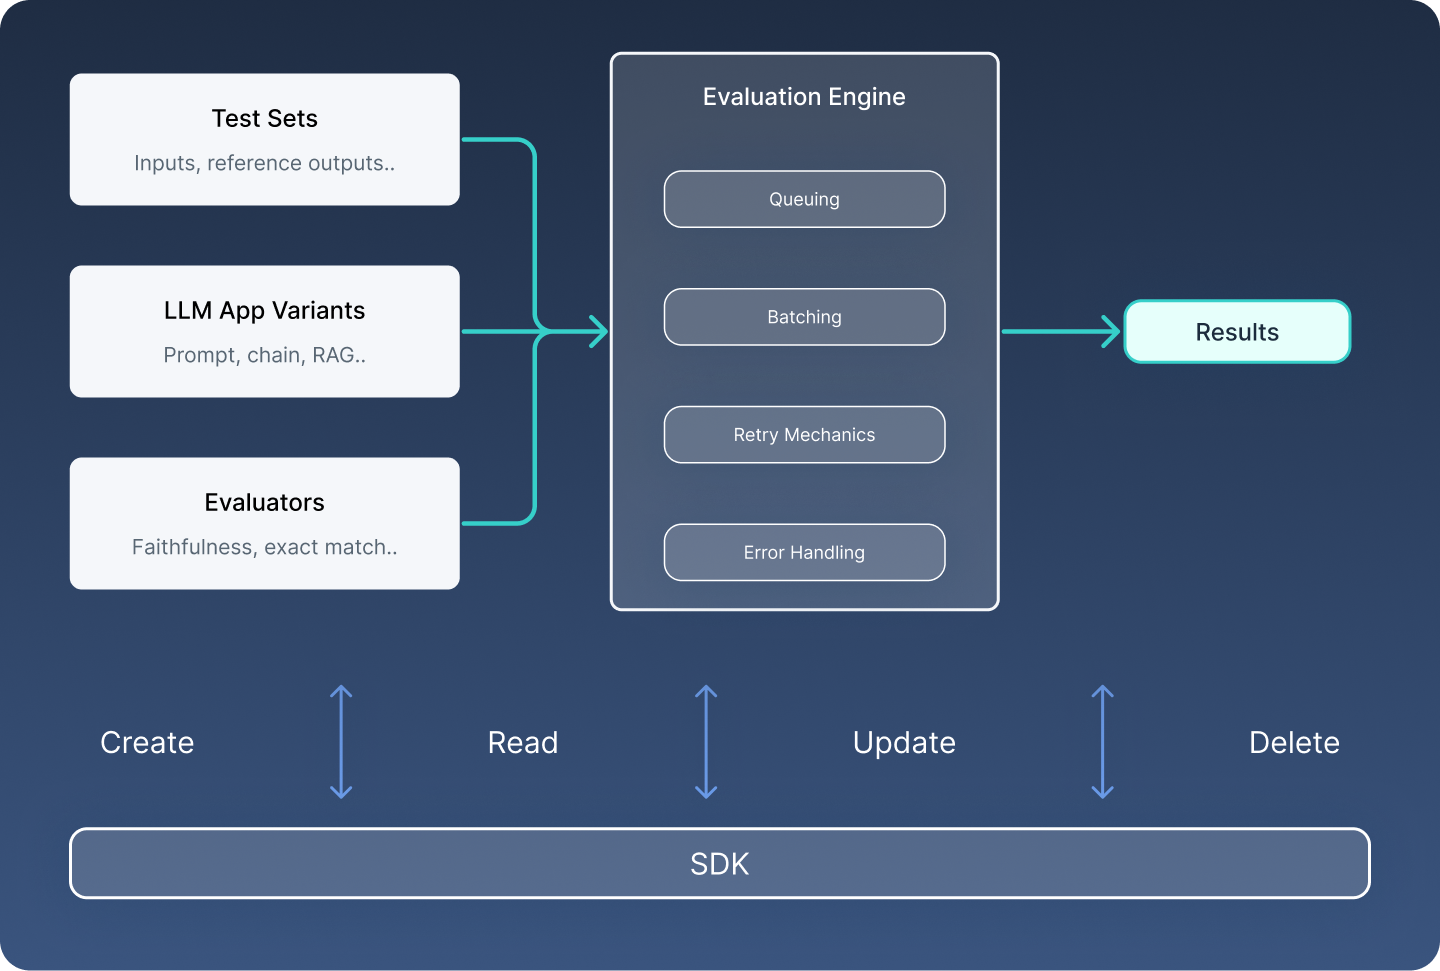 Test Sets
Inputs, reference outputs..
LLM App Variants
Prompt, chain, RAG..
Evaluators
Faithfulness, exact match..
Evaluation Engine
Queuing
Batching
Retry Mechanics
Error Handling
Results
Create
Read
Update
Delete
SDK